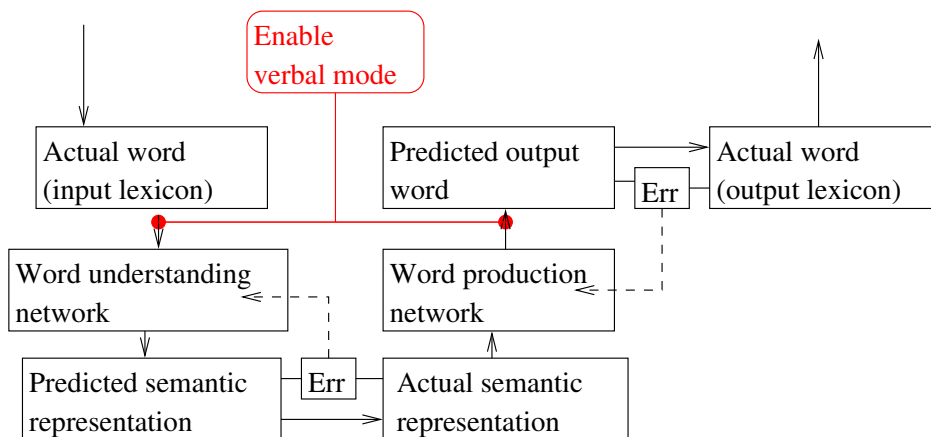 Enable
verbal mode
Actual word
(input lexicon)
Predicted output
word
Err
Actual word
(output lexicon)
Word understanding
network
Word production
network
Predicted semantic
representation
Err
Actual semantic
representation